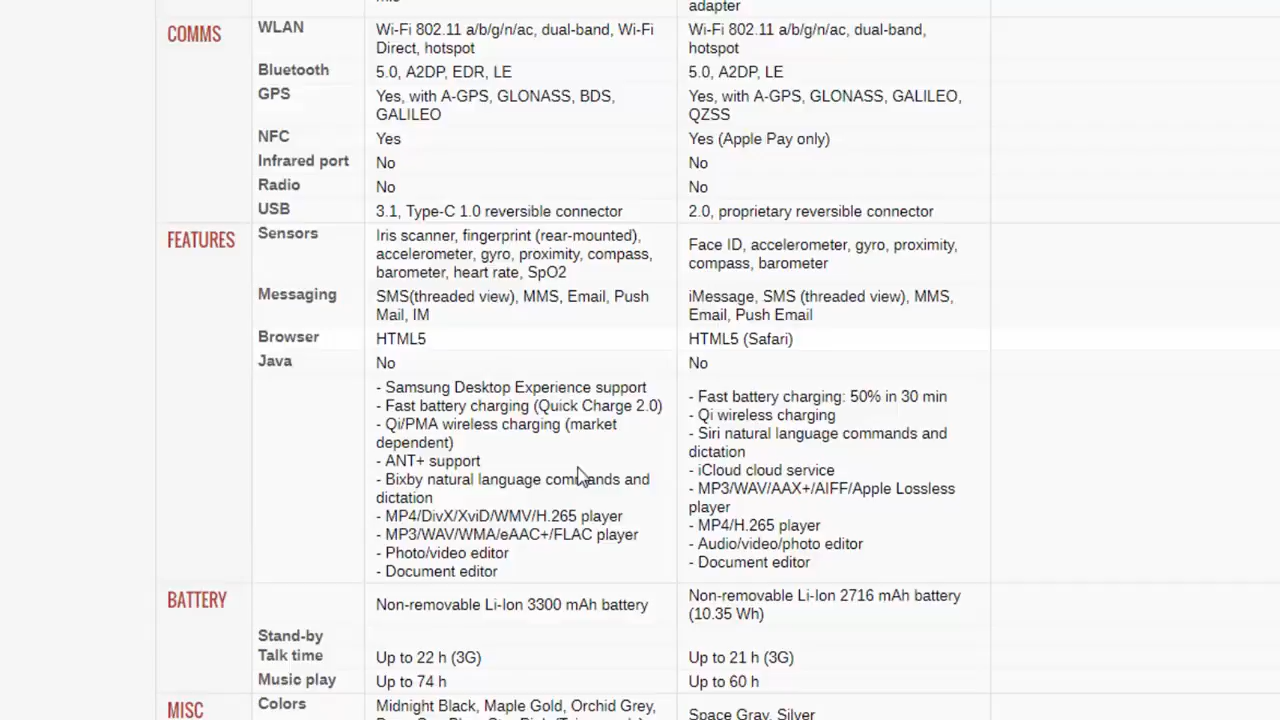 mic
adapter
COMMS
WLAN
Wi-Fi 802.11 a/b/g/n/ac, dual-band, Wi-Fi
Direct, hotspot
Wi-Fi 802.11 a/b/g/n/ac, dual-band,
hotspot
Bluetooth
5.0, A2DP, EDR, LE
5.0, A2DP, LE
GPS
Yes, with A-GPS, GLONASS, BDS,
GALILEO
Yes, with A-GPS, GLONASS, GALILEO,
QZSS
NFC
Yes
Yes (Apple Pay only)
Infrared port
No
No
Radio
No
No
USB
3.1, Type-C 1.0 reversible connector
2.0, proprietary reversible connector
FEATURES
Sensors
Iris scanner, fingerprint (rear-mounted),
accelerometer, gyro, proximity, compass,
barometer, heart rate, SpO2
Face ID, accelerometer, gyro, proximity,
compass, barometer
Messaging
SMS(threaded view), MMS, Email, Push
Mail, IM
iMessage, SMS (threaded view), MMS,
Email, Push Email
Browser
HTML5
HTML5 (Safari)
Java
No
No
- Samsung Desktop Experience support
- Fast battery charging (Quick Charge 2.0)
- Qi/PMA wireless charging (market
dependent)
- ANT+ support
- Bixby natural language commands and
dictation
- MP4/DivX/XviD/WMV/H.265 player
- MP3/WAV/WMA/eAAC+/FLAC player
- Photo/video editor
- Document editor
- Fast battery charging: 50% in 30 min
- Qi wireless charging
- Siri natural language commands and
dictation
- iCloud cloud service
- MP3/WAV/AAX+/AIFF/Apple Lossless
player
- MP4/H.265 player
- Audio/video/photo editor
- Document editor
BATTERY
Non-removable Li-Ion 3300 mAh battery
Non-removable Li-Ion 2716 mAh battery
(10.35 Wh)
Stand-by
Talk time
Up to 22 h (3G)
Up to 21 h (3G)
Music play
Up to 74 h
Up to 60 h
MISC
Colors
Midnight Black, Maple Gold, Orchid Grey,
Space Gray, Silver